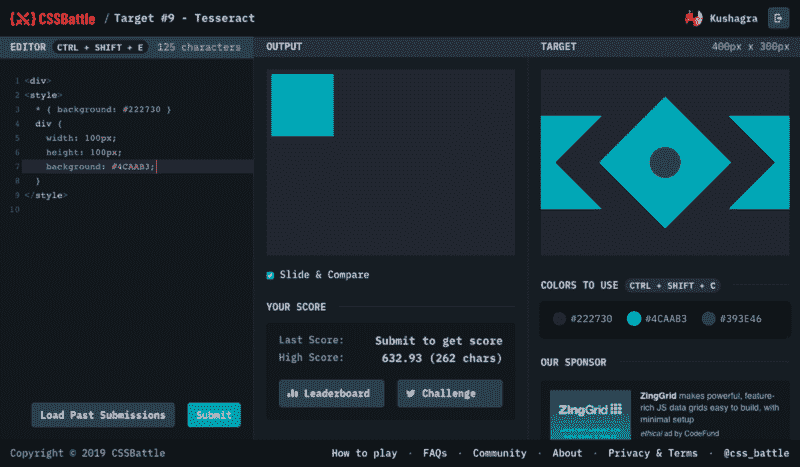 {X} CSSBattle / Target #9 - Tesseract
Kushagra
EDITOR CTRL + SHIFT + E 125 characters
OUTPUT
TARGET 400px x 300px
1 <div>
2 <style>
3 * { background: #222730 }
4 div {
5 width: 100px;
6 height: 100px;
7 background: #4CAAB3;
8 }
9 </style>
10
Load Past Submissions
Submit
Slide & Compare
YOUR SCORE
Last Score: Submit to get score
High Score: 632.93 (262 chars)
Leaderboard
Challenge
COLORS TO USE CTRL + SHIFT + C
#222730 #4CAAB3 #393E46
OUR SPONSOR
ZingGrid
ZingGrid makes powerful, feature-
rich JS data grids easy to build, with
minimal setup
ethical ad by CodeFund
Copyright © 2019 CSSBattle
How to play · FAQs · Community · About · Privacy & Terms · @css_battle